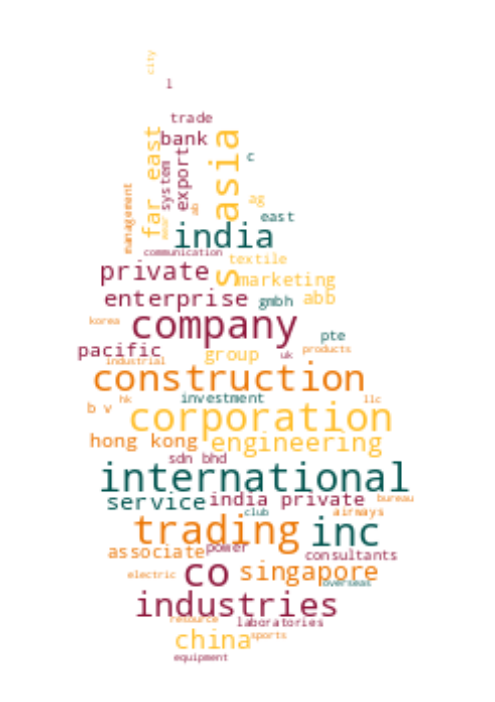 city
l
trade
bank
far east
system
export
asia
c
management
ab
ag
east
india
communication
textile
s
private
marketing
enterprise
gmbh
abb
korea
company
pte
pacific
group
uk
products
industrial
construction
hk
investment
llc
b v
corporation
hong kong
engineering
sdn bhd
international
service
india private
bureau
club
airways
trading
inc
associate
power
consultants
co
singapore
electric
overseas
industries
resource
laboratories
china
sports
equipment